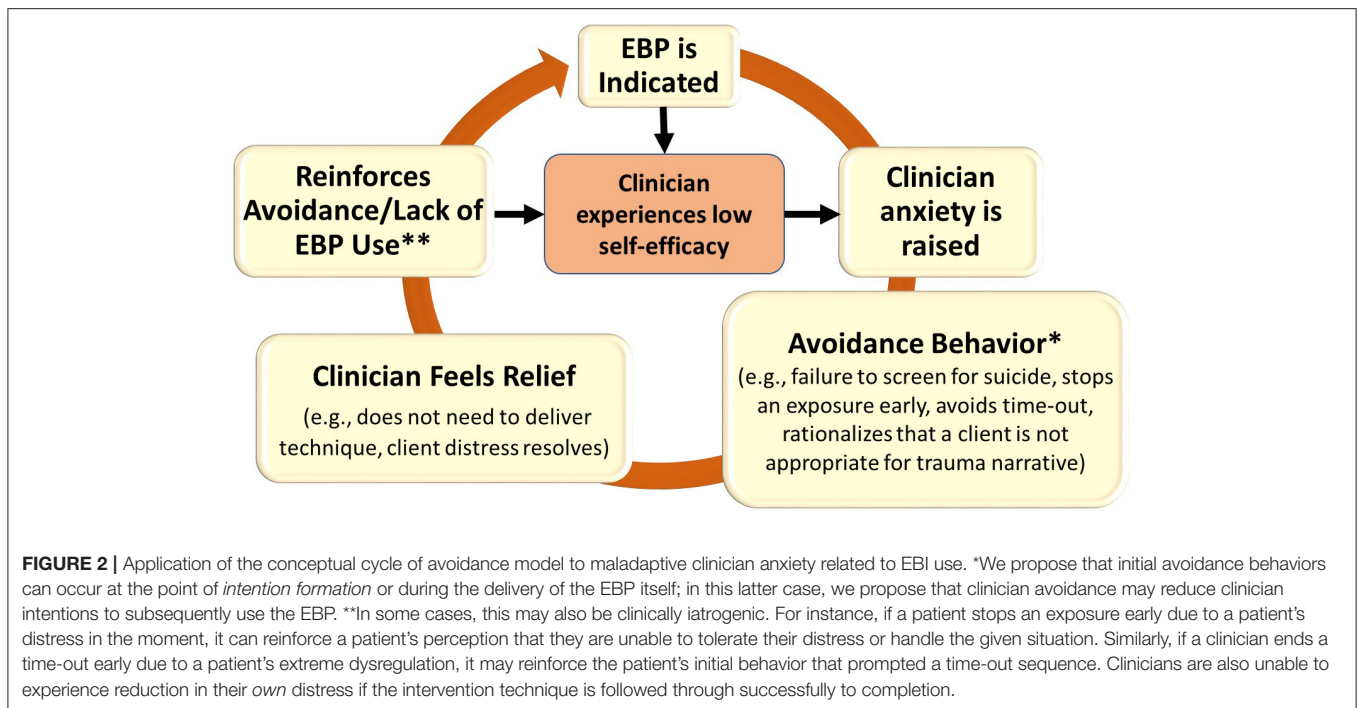 EBP is
Indicated
Reinforces
Avoidance/Lack of
EBP Use**
Clinician
experiences low
self-efficacy
Clinician
anxiety is
raised
Avoidance Behavior*
(e.g., failure to screen for suicide, stops
an exposure early, avoids time-out,
rationalizes that a client is not
appropriate for trauma narrative)
Clinician Feels Relief
(e.g., does not need to deliver
technique, client distress resolves)
FIGURE 2 | Application of the conceptual cycle of avoidance model to maladaptive clinician anxiety related to EBI use. *We propose that initial avoidance behaviors
can occur at the point of intention formation or during the delivery of the EBP itself; in this latter case, we propose that clinician avoidance may reduce clinician
intentions to subsequently use the EBP. **In some cases, this may also be clinically iatrogenic. For instance, if a patient stops an exposure early due to a patient's
distress in the moment, it can reinforce a patient's perception that they are unable to tolerate their distress or handle the given situation. Similarly, if a clinician ends a
time-out early due to a patient's extreme dysregulation, it may reinforce the patient's initial behavior that prompted a time-out sequence. Clinicians are also unable to
experience reduction in their own distress if the intervention technique is followed through successfully to completion.